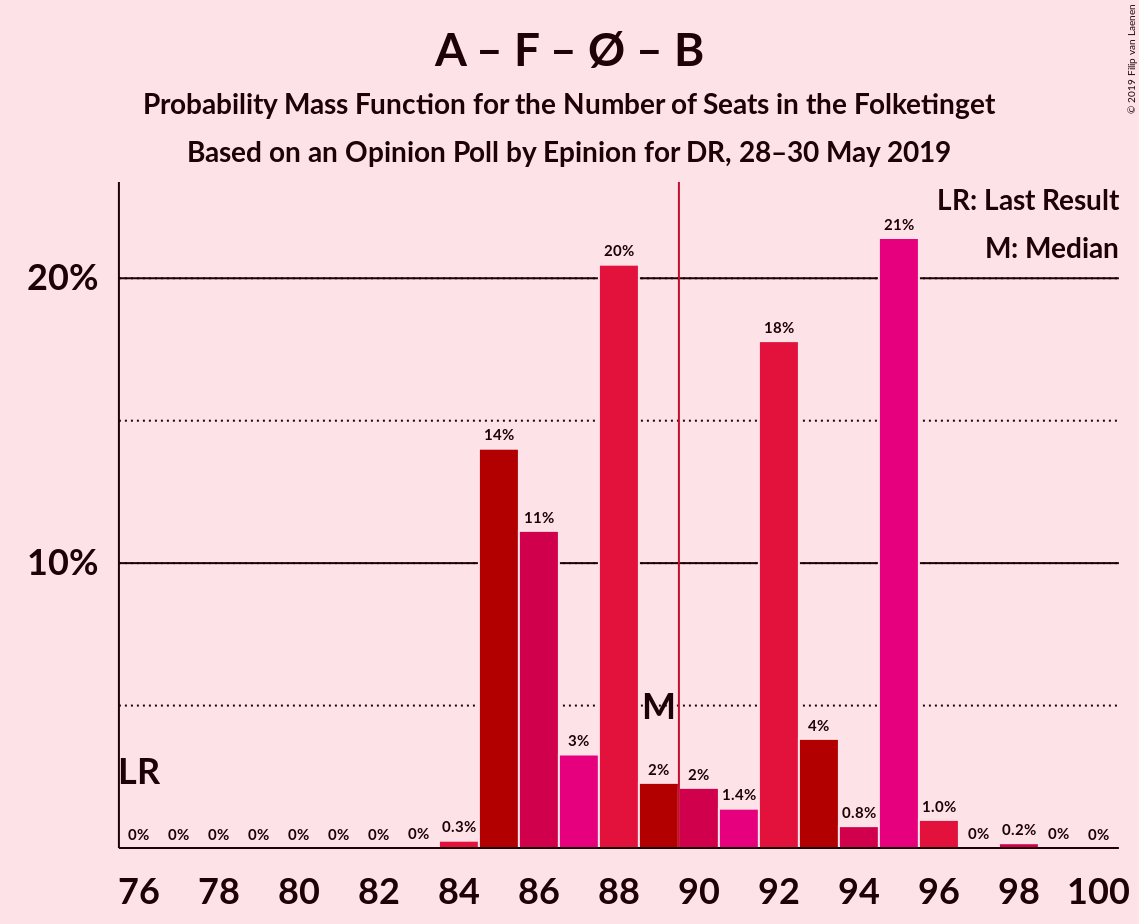 A – F – Ø – B
Probability Mass Function for the Number of Seats in the Folketinget
Based on an Opinion Poll by Epinion for DR, 28–30 May 2019
© 2019 Filip van Laenen
LR: Last Result
M: Median
20%
10%
LR
M
0% 0% 0% 0% 0% 0% 0% 0% 0.3% 14% 11% 3% 20% 2% 2% 1.4% 18% 4% 0.8% 21% 1.0% 0% 0.2% 0% 0%
76 78 80 82 84 86 88 90 92 94 96 98 100